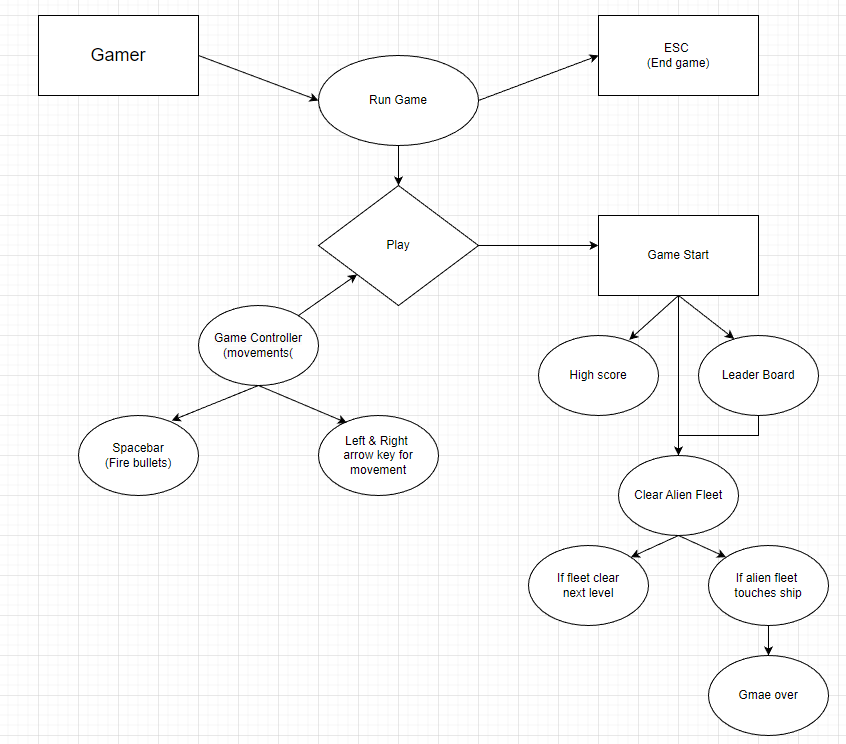 Gamer
ESC
(End game)
Run Game
Play
Game Start
Game Controller
(movements(
High score
Leader Board
Spacebar
(Fire bullets)
Left & Right
arrow key for
movement
Clear Alien Fleet
If fleet clear
next level
If alien fleet
touches ship
Gmae over